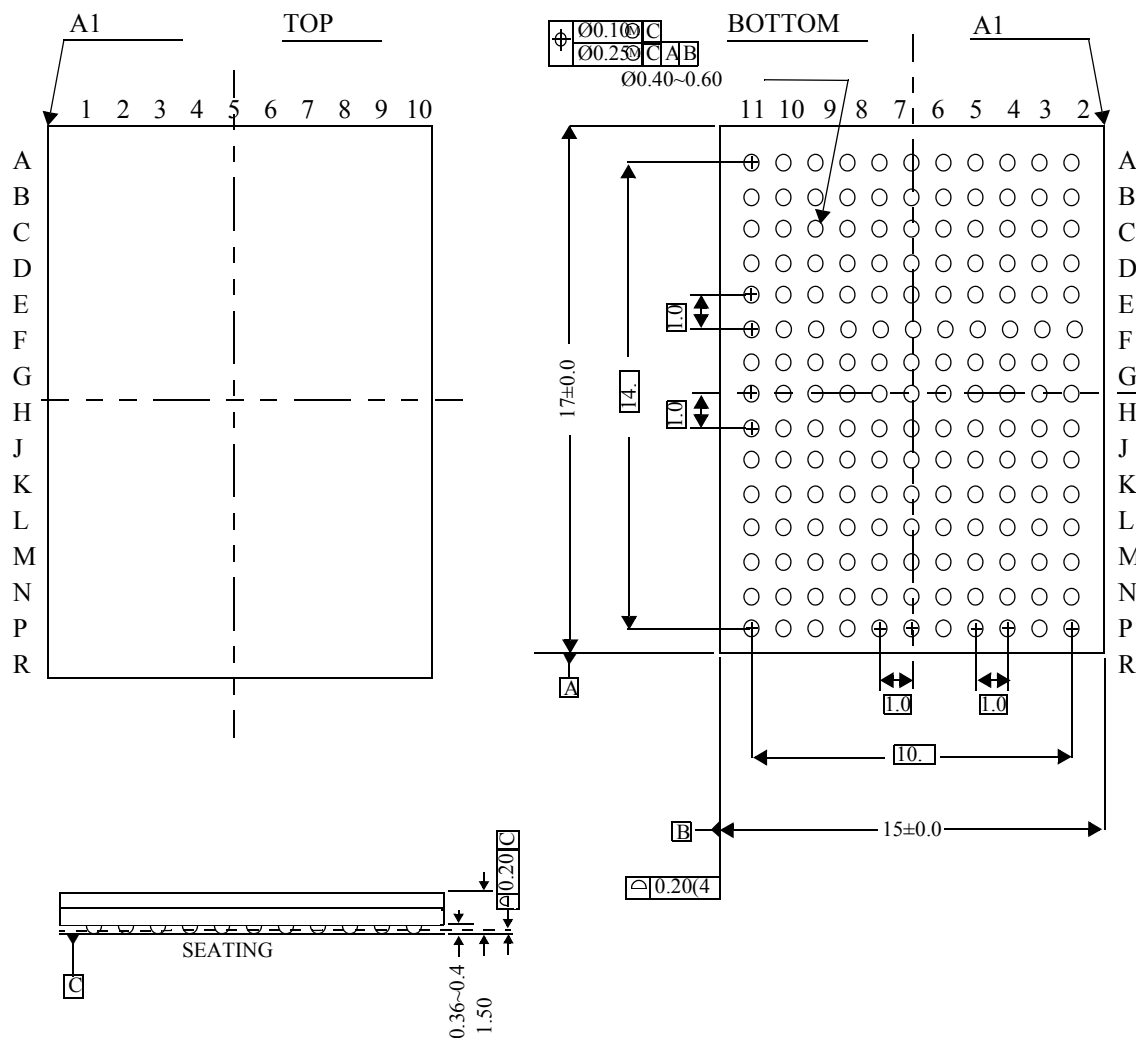 A1 TOP
1 2 3 4 5 6 7 8 9 10
A
B
C
D
E
F
G
H
J
K
L
M
N
P
R
Ø0.10Ⓜ C
Ø0.25Ⓜ C A B
BOTTOM A1
Ø0.40~0.60
11 10 9 8 7 6 5 4 3 2
A
B
C
D
E
F
G
H
J
K
L
M
N
P
R
17±0.0
14.
1.0
1.0
A
1.0 1.0
10.
B 15±0.0
0.20(4
0.20 C
SEATING
C
0.36~0.4
1.50